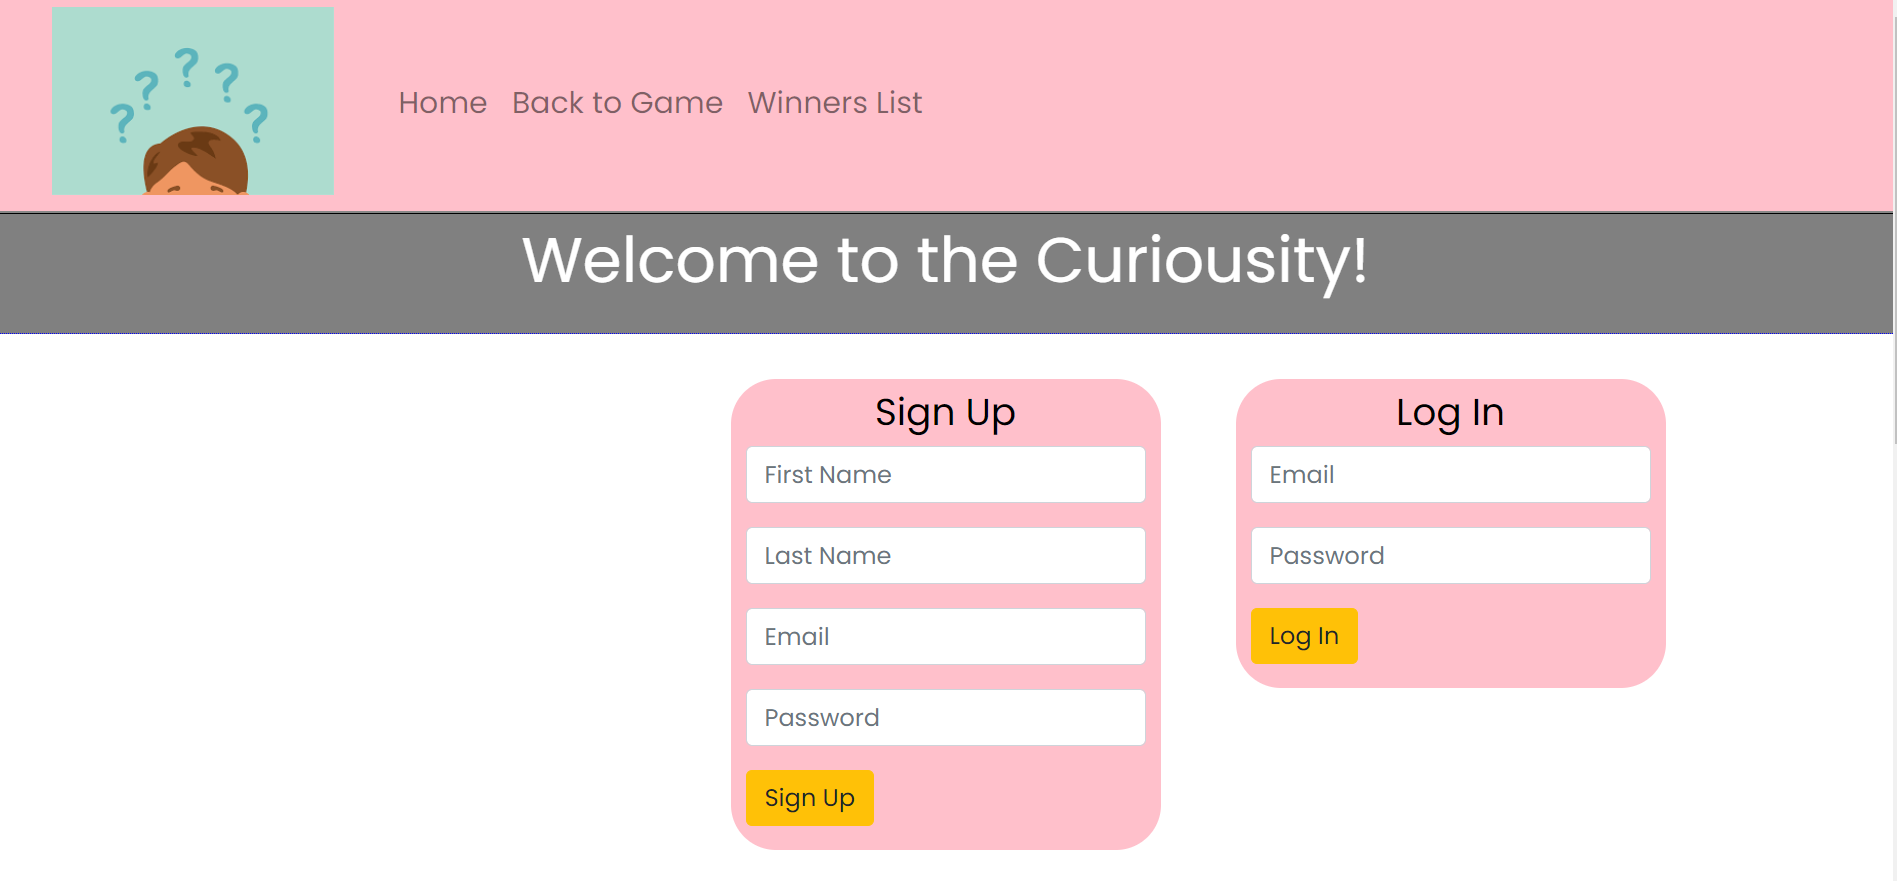 ? ? ? ? ?
Home Back to Game Winners List
Welcome to the Curiousity!
Sign Up
First Name
Last Name
Email
Password
Sign Up
Log In
Email
Password
Log In